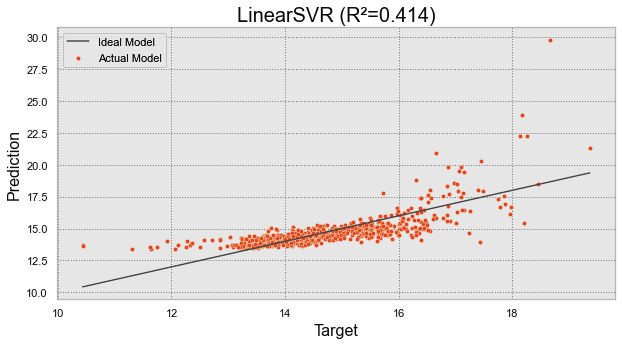 LinearSVR (R²=0.414)
Ideal Model
Actual Model
30.0
27.5
25.0
22.5
20.0
17.5
15.0
12.5
10.0
Prediction
10 12 14 16 18
Target